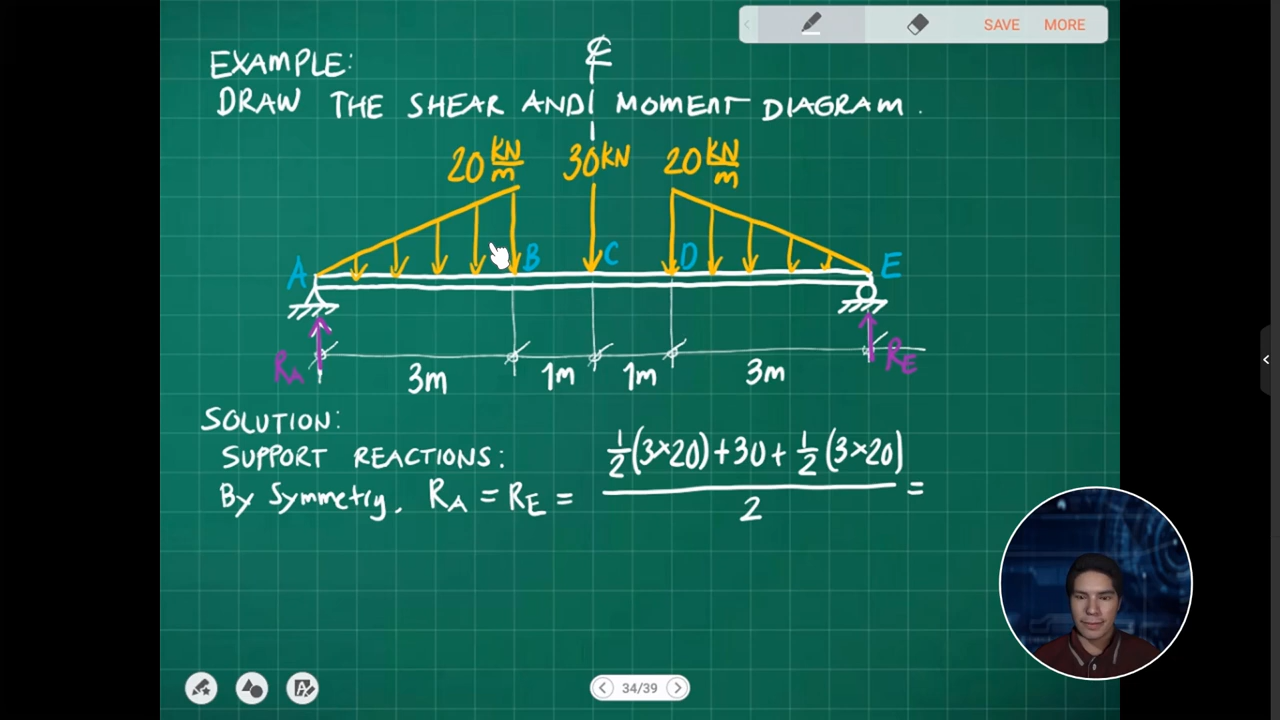 SAVE MORE
EXAMPLE: ℄
DRAW THE SHEAR AND MOMENT DIAGRAM.
20 KN/m 30KN 20 KN/m
A B C D E
RA RE
3m 1m 1m 3m
SOLUTION:
SUPPORT REACTIONS:
By Symmetry, RA = RE = 1/2(3×20)+30+1/2(3×20) / 2 =
34/39